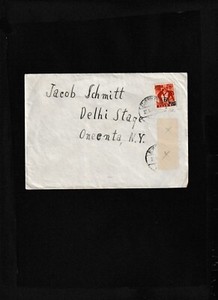 Jacob Schmitt
Delhi Stage
Oneonta, N.Y.